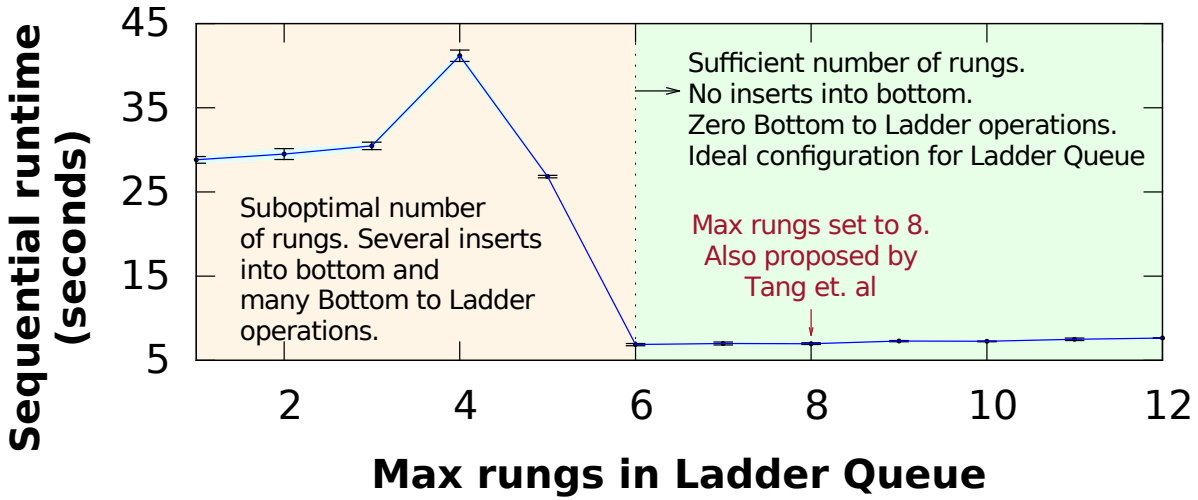 Sequential runtime
(seconds)
45
35
25
15
5
Sufficient number of rungs.
No inserts into bottom.
Zero Bottom to Ladder operations.
Ideal configuration for Ladder Queue
Suboptimal number
of rungs. Several inserts
into bottom and
many Bottom to Ladder
operations.
Max rungs set to 8.
Also proposed by
Tang et. al
2 4 6 8 10 12
Max rungs in Ladder Queue